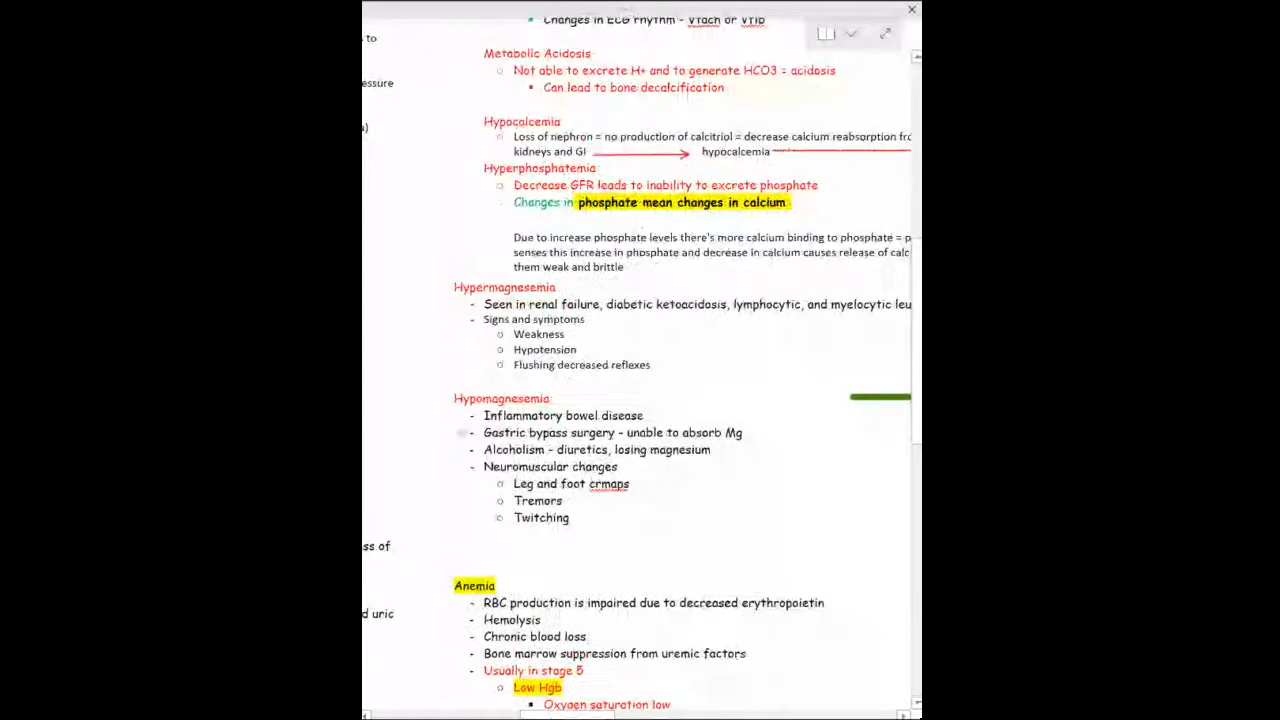 Changes in ECG rhythm - Vtach or Vfib
to
Metabolic Acidosis
Not able to excrete H+ and to generate HCO3 = acidosis
essure
Can lead to bone decalcification
a)
Hypocalcemia
Loss of nephron = no production of calcitriol = decrease calcium reabsorption fro
kidneys and GI hypocalcemia
Hyperphosphatemia
Decrease GFR leads to inability to excrete phosphate
Changes in phosphate mean changes in calcium
Due to increase phosphate levels there's more calcium binding to phosphate = p
senses this increase in phosphate and decrease in calcium causes release of calc
them weak and brittle
Hypermagnesemia
- Seen in renal failure, diabetic ketoacidosis, lymphocytic, and myelocytic leu
- Signs and symptoms
Weakness
Hypotension
Flushing decreased reflexes
Hypomagnesemia
- Inflammatory bowel disease
- Gastric bypass surgery - unable to absorb Mg
- Alcoholism - diuretics, losing magnesium
- Neuromuscular changes
Leg and foot crmaps
Tremors
Twitching
ss of
Anemia
- RBC production is impaired due to decreased erythropoietin
d uric
- Hemolysis
- Chronic blood loss
- Bone marrow suppression from uremic factors
- Usually in stage 5
Low Hgb
Oxygen saturation low